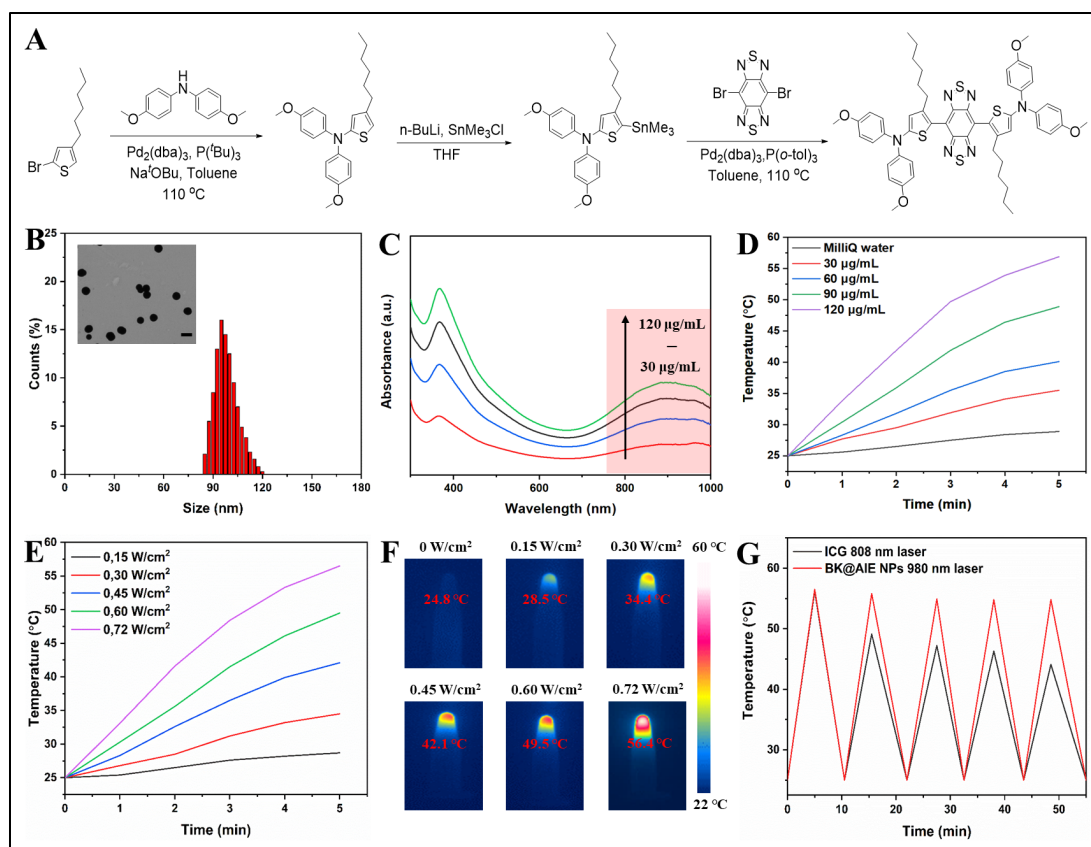 A
H
N
O
O
Br
S
Pd₂(dba)₃, P(ᵗBu)₃
NaᵗOBu, Toluene
110 °C
O
N
S
O
n-BuLi, SnMe₃Cl
THF
O
N
S
SnMe₃
O
S
N N
Br Br
N N
S
Pd₂(dba)₃,P(o-tol)₃
Toluene, 110 °C
O
N
S
O
S
N N
N N
S
S
N
O
O
B
Counts (%)
25
20
15
10
5
0
0 30 60 90 120 150 180
Size (nm)
C
Absorbance (a.u.)
120 μg/mL
–
30 μg/mL
400 600 800 1000
Wavelength (nm)
D
Temperature (°C)
60
55
50
45
40
35
30
25
MilliQ water
30 μg/mL
60 μg/mL
90 μg/mL
120 μg/mL
0 1 2 3 4 5
Time (min)
E
Temperature (°C)
60
55
50
45
40
35
30
25
0,15 W/cm²
0,30 W/cm²
0,45 W/cm²
0,60 W/cm²
0,72 W/cm²
0 1 2 3 4 5
Time (min)
F
0 W/cm² 0.15 W/cm² 0.30 W/cm² 60 °C
24.8 °C 28.5 °C 34.4 °C
0.45 W/cm² 0.60 W/cm² 0.72 W/cm²
42.1 °C 49.5 °C 56.4 °C
22 °C
G
Temperature (°C)
60
50
40
30
ICG 808 nm laser
BK@AIE NPs 980 nm laser
0 10 20 30 40 50
Time (min)